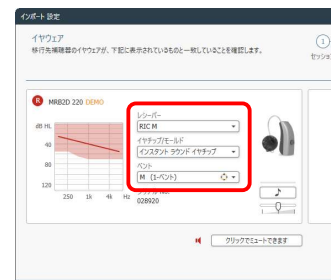 インポート 設定
イヤウェア
移行先補聴器のイヤウェアが、下記に表示されているものと一致していることを確認します。
1
セッショ
R MRB2D 220 DEMO
dB HL
40
80
120
250 1k 4k Hz
レシーバー
RIC M
イヤチップ/モールド
インスタント ラウンド イヤチップ
ベント
M (1-ベント)
028920
クリックでミュートできます